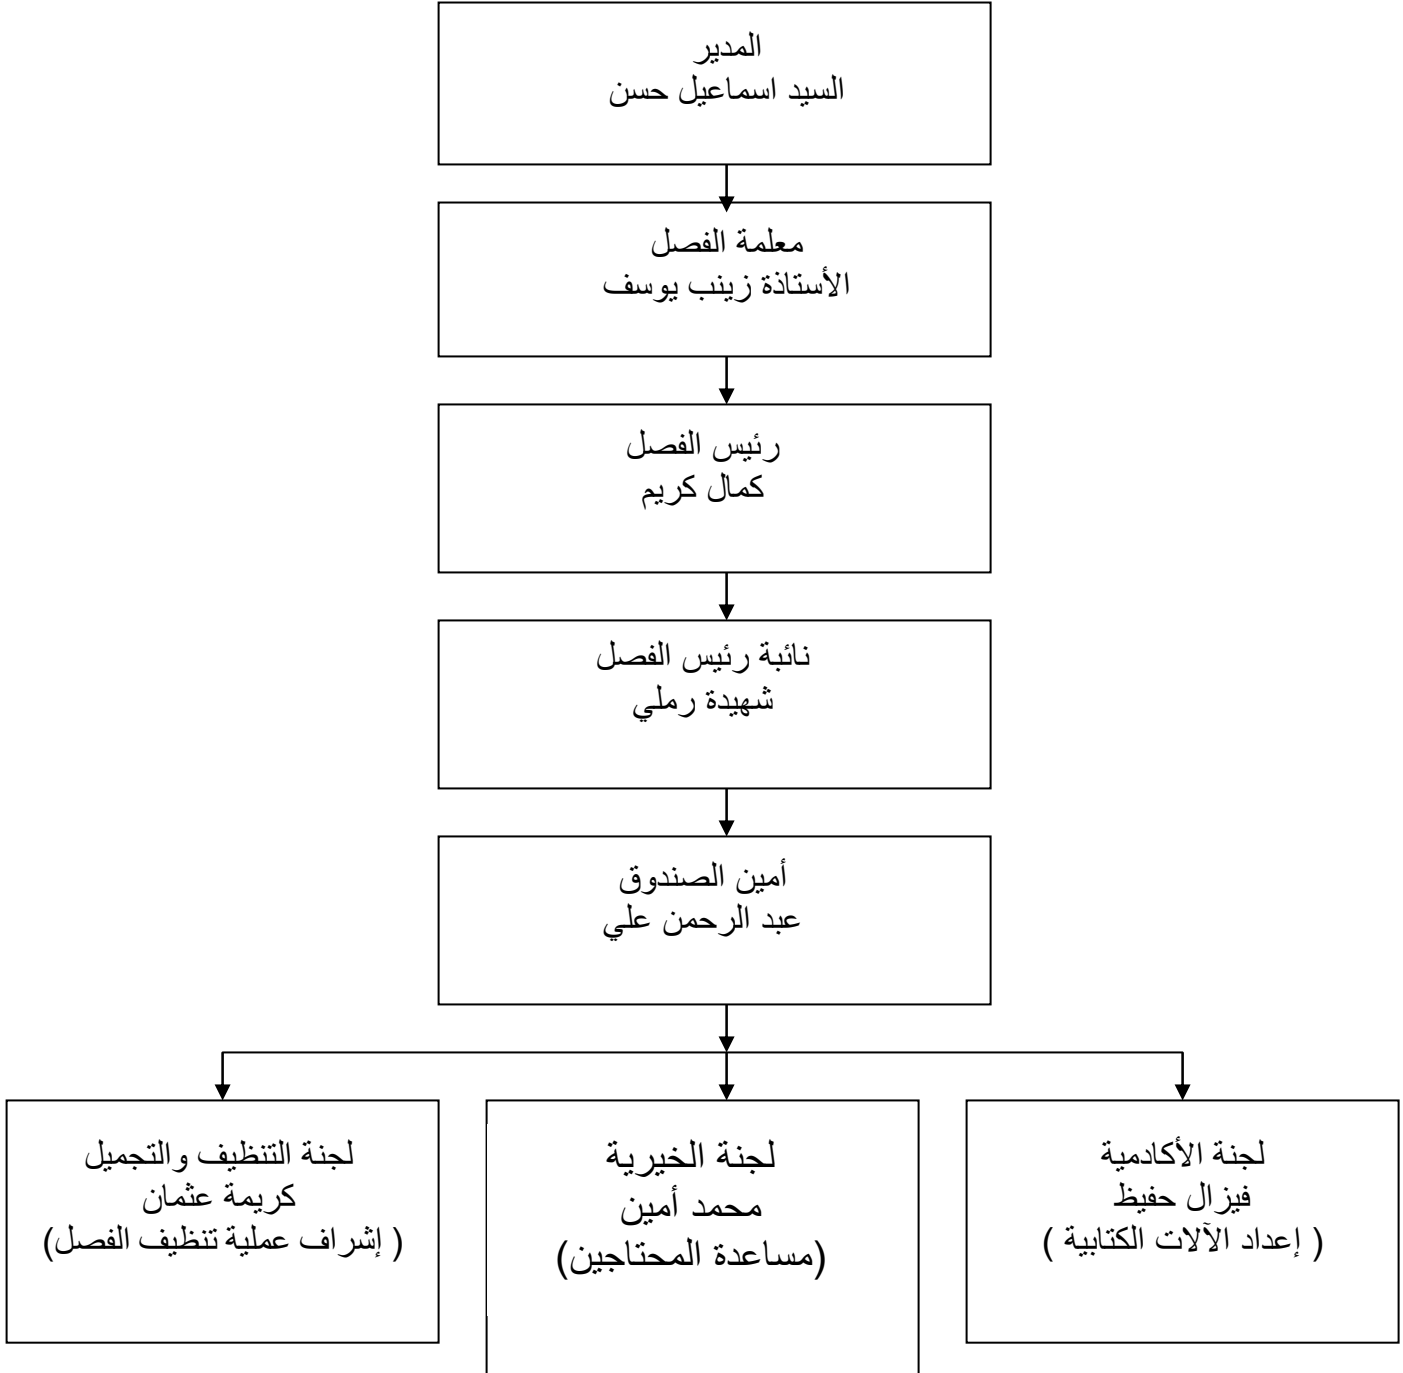 المدير
السيد اسماعيل حسن
معلمة الفصل
الأستاذة زينب يوسف
رئيس الفصل
كمال كريم
نائبة رئيس الفصل
شهيدة رملي
أمين الصندوق
عبد الرحمن علي
لجنة الأكادمية
فيزال حفيظ
( إعداد الآلات الكتابية )
لجنة الخيرية
محمد أمين
(مساعدة المحتاجين)
لجنة التنظيف والتجميل
كريمة عثمان
( إشراف عملية تنظيف الفصل)